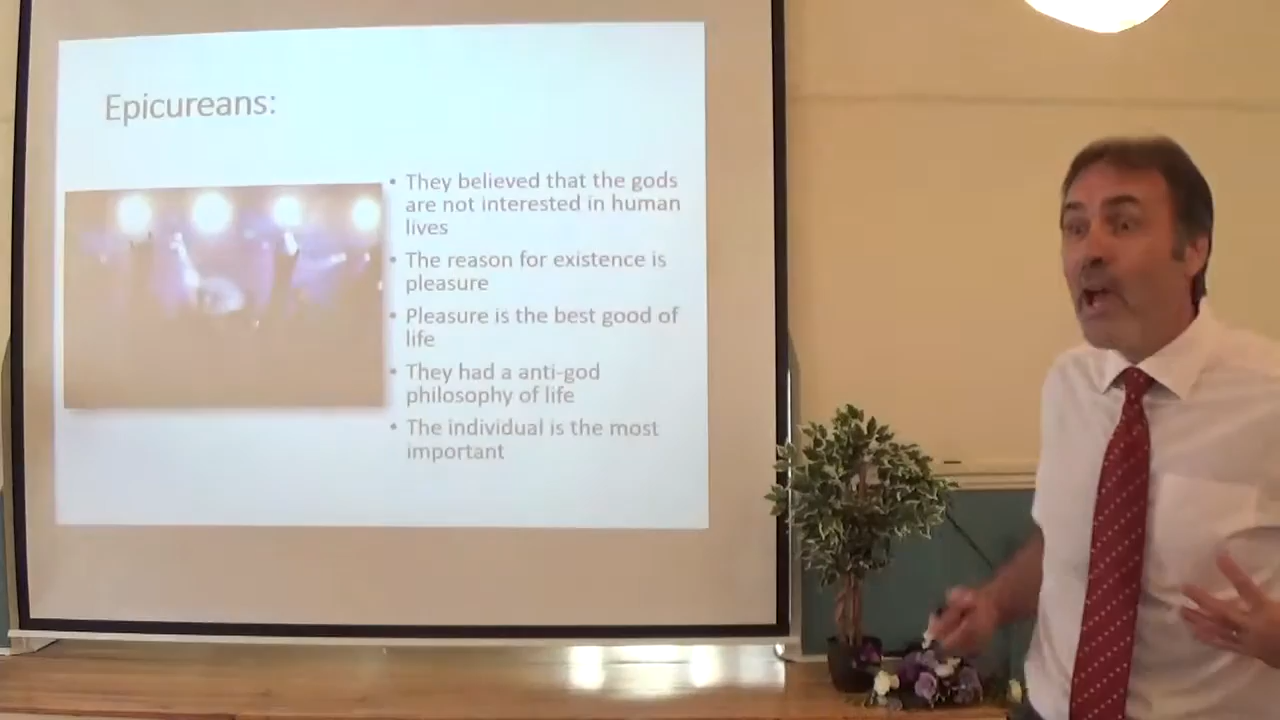 Epicureans:
• They believed that the gods
are not interested in human
lives
• The reason for existence is
pleasure
• Pleasure is the best good of
life
• They had a anti-god
philosophy of life
• The individual is the most
important